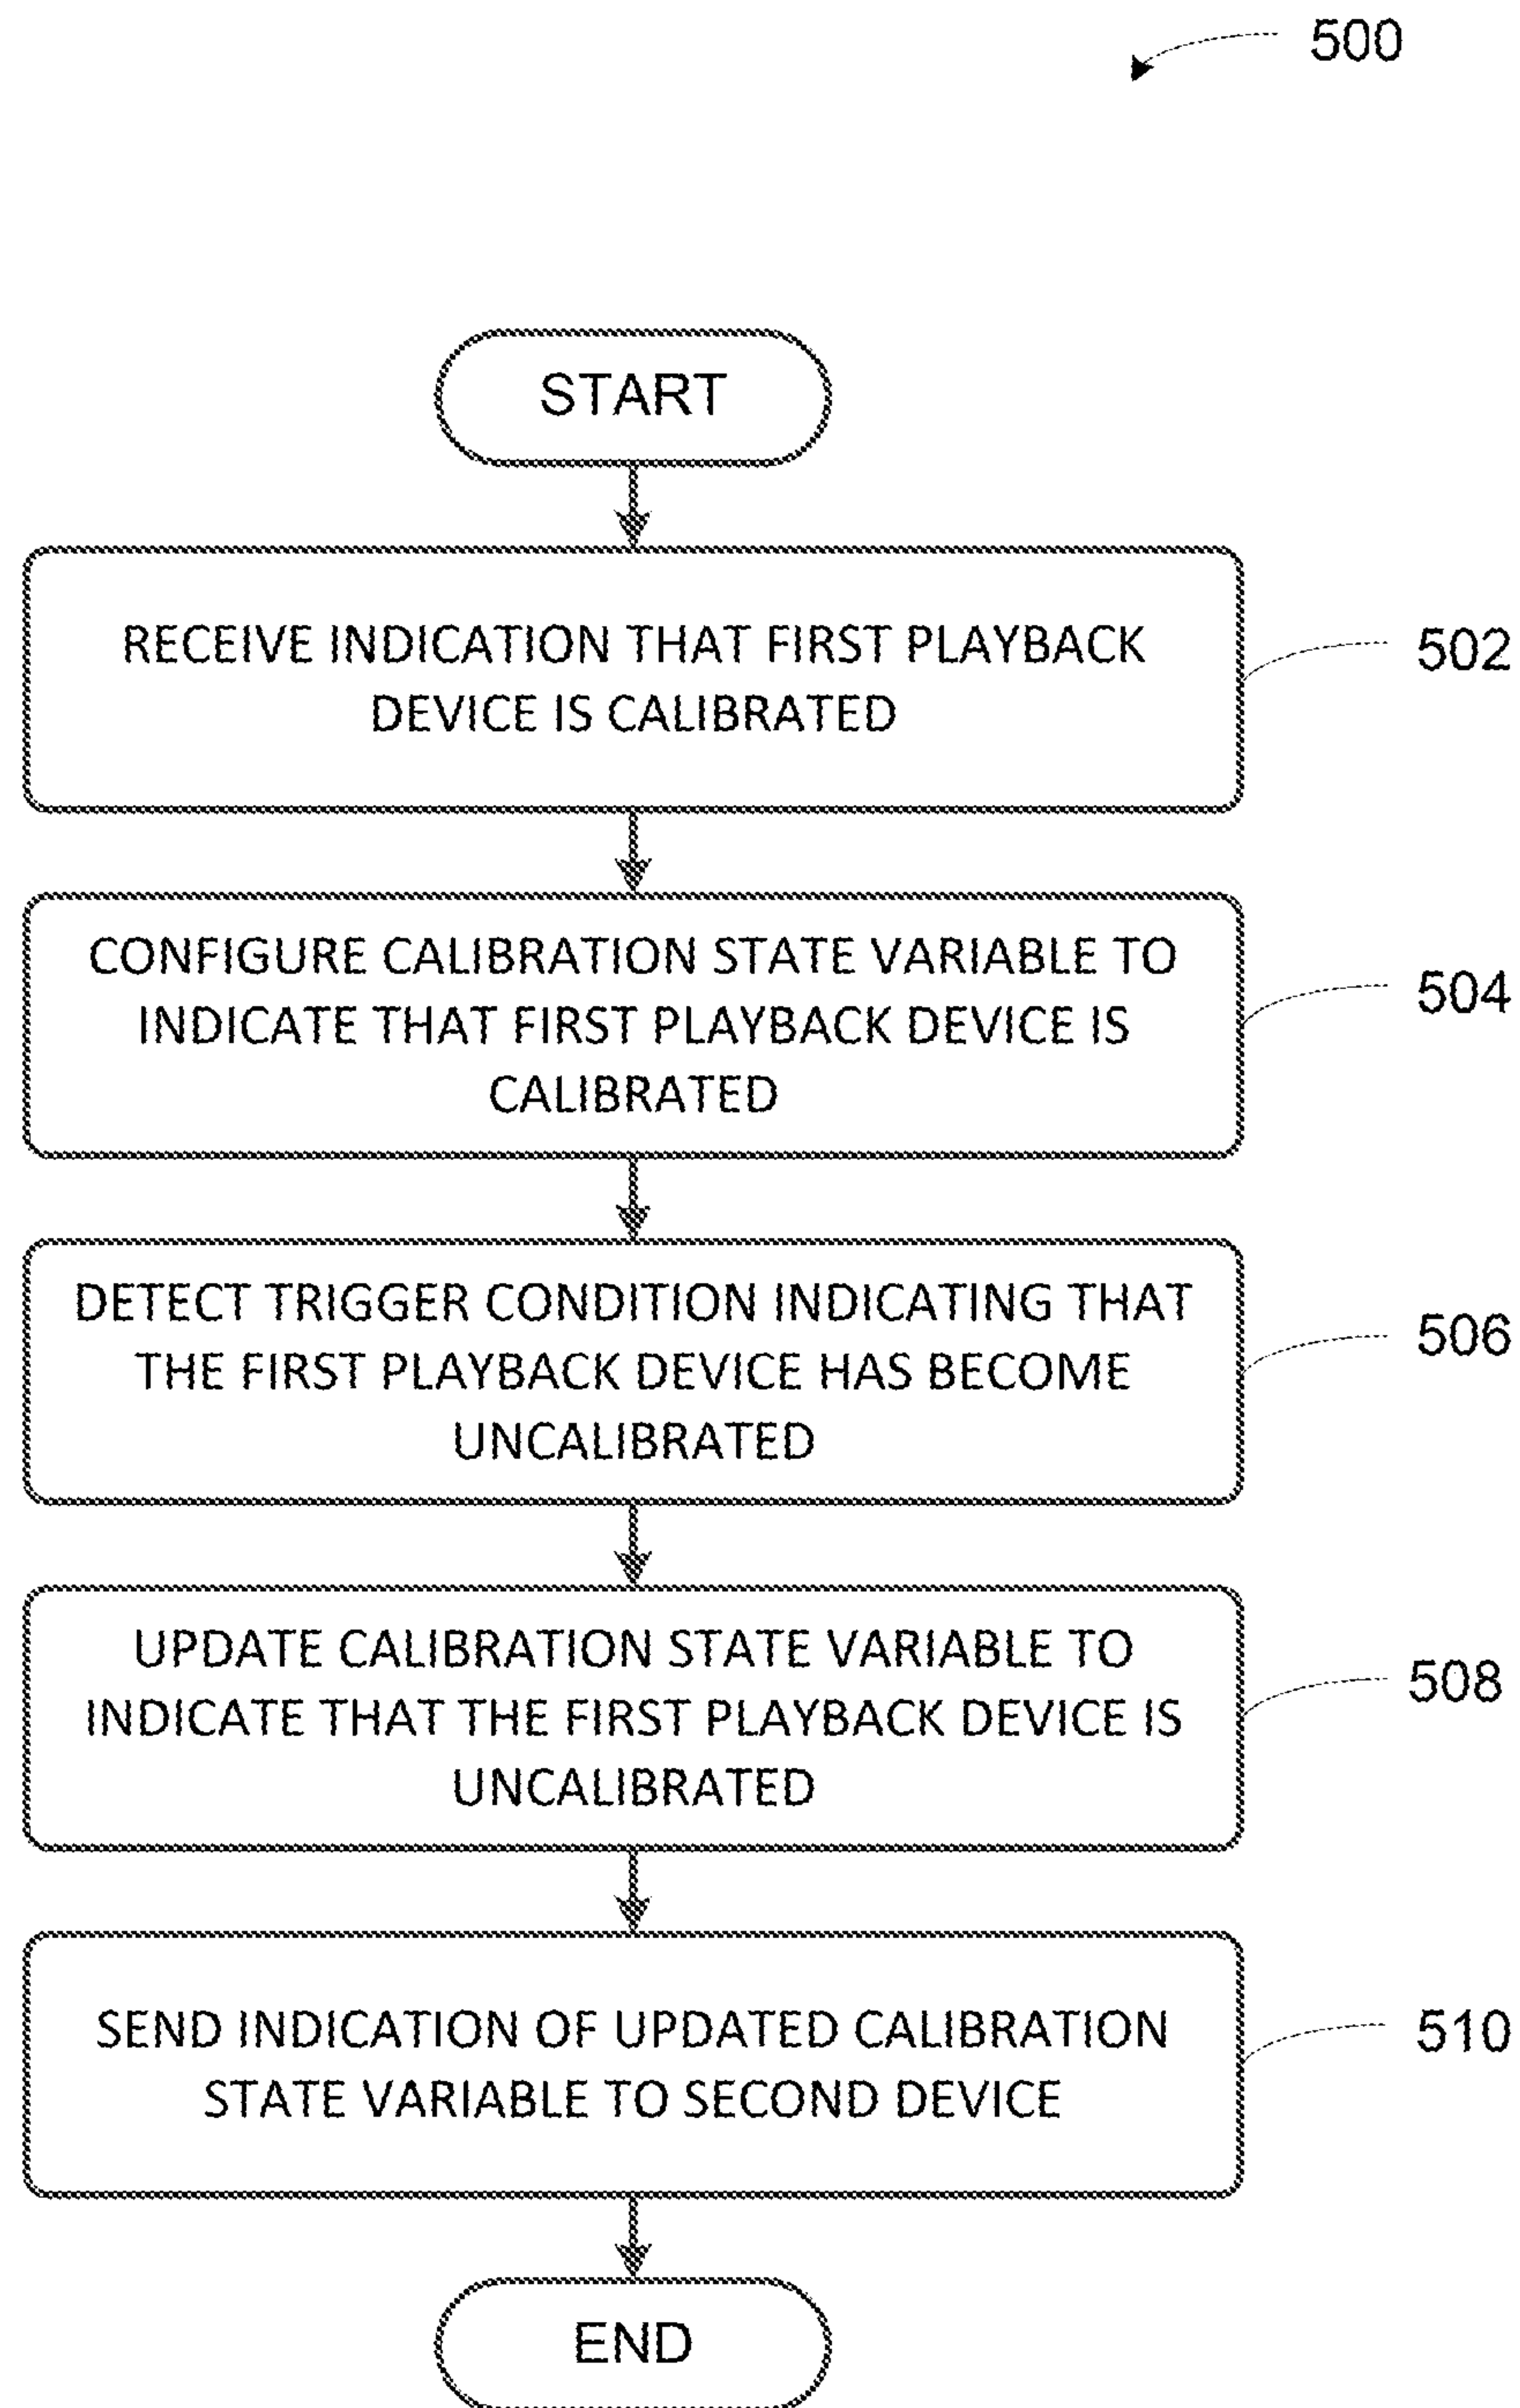 500
START
RECEIVE INDICATION THAT FIRST PLAYBACK
DEVICE IS CALIBRATED
502
CONFIGURE CALIBRATION STATE VARIABLE TO
INDICATE THAT FIRST PLAYBACK DEVICE IS
CALIBRATED
504
DETECT TRIGGER CONDITION INDICATING THAT
THE FIRST PLAYBACK DEVICE HAS BECOME
UNCALIBRATED
506
UPDATE CALIBRATION STATE VARIABLE TO
INDICATE THAT THE FIRST PLAYBACK DEVICE IS
UNCALIBRATED
508
SEND INDICATION OF UPDATED CALIBRATION
STATE VARIABLE TO SECOND DEVICE
510
END